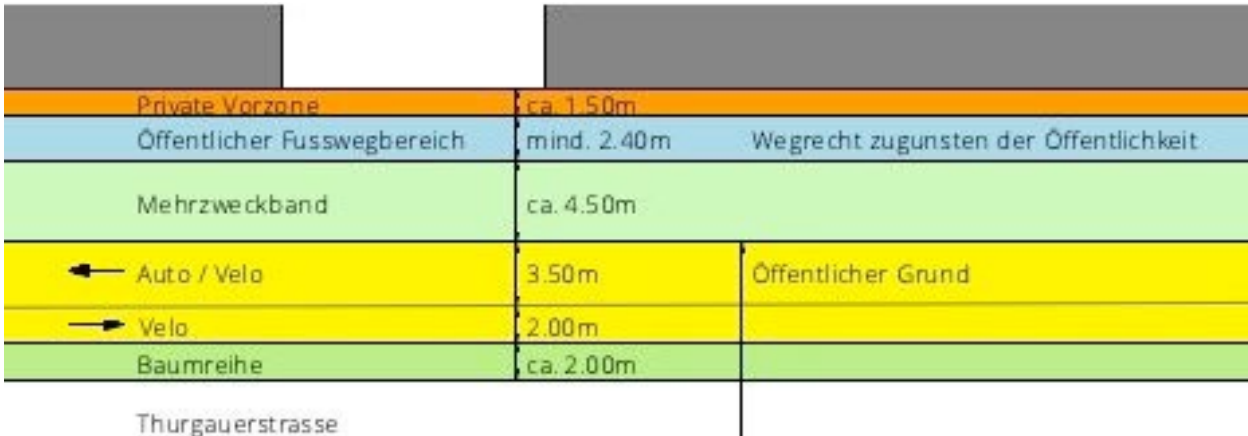 Private Vorzone ca. 1.50m
Öffentlicher Fusswegbereich mind. 2.40m Wegrecht zugunsten der Öffentlichkeit
Mehrzweckband ca. 4.50m
Auto / Velo 3.50m Öffentlicher Grund
Velo 2.00m
Baumreihe ca. 2.00m
Thurgauerstrasse